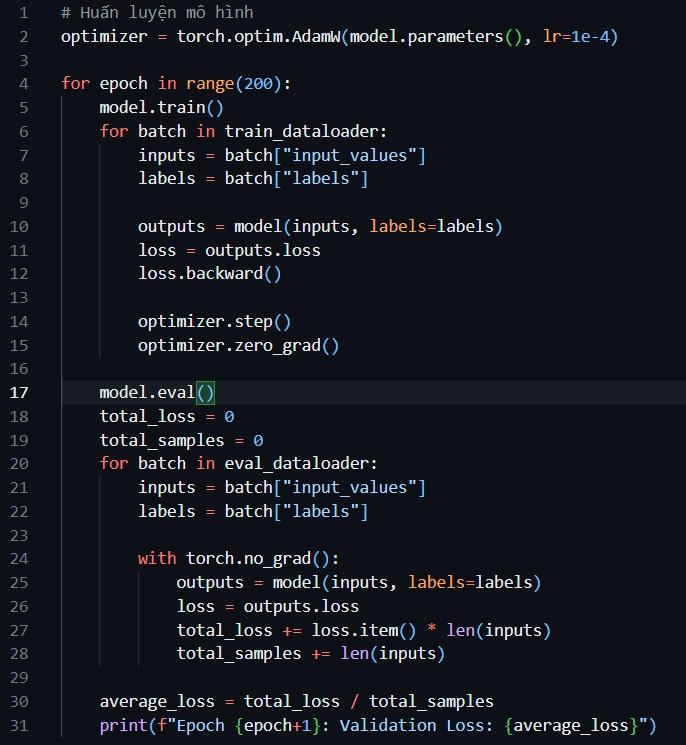 1 # Huấn luyện mô hình
2 optimizer = torch.optim.AdamW(model.parameters(), lr=1e-4)
3
4 for epoch in range(200):
5     model.train()
6     for batch in train_dataloader:
7         inputs = batch["input_values"]
8         labels = batch["labels"]
9
10         outputs = model(inputs, labels=labels)
11         loss = outputs.loss
12         loss.backward()
13
14         optimizer.step()
15         optimizer.zero_grad()
16
17     model.eval()
18     total_loss = 0
19     total_samples = 0
20     for batch in eval_dataloader:
21         inputs = batch["input_values"]
22         labels = batch["labels"]
23
24         with torch.no_grad():
25             outputs = model(inputs, labels=labels)
26             loss = outputs.loss
27             total_loss += loss.item() * len(inputs)
28             total_samples += len(inputs)
29
30     average_loss = total_loss / total_samples
31     print(f"Epoch {epoch+1}: Validation Loss: {average_loss}")